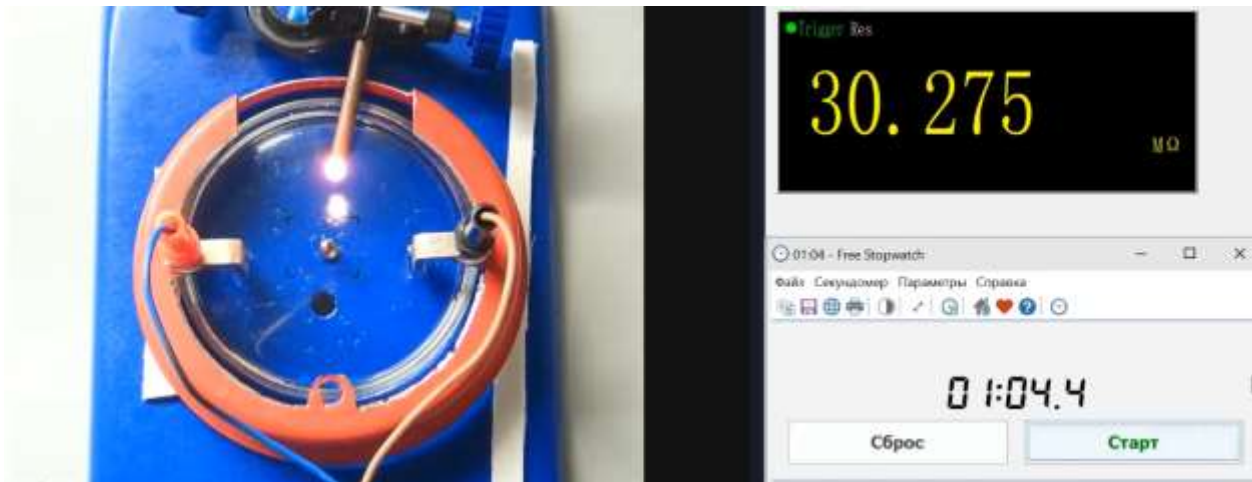 Trigger Res
30.275
MΩ
01:04 - Free Stopwatch
Файл Секундомер Параметры Справка
01:04.4
Сброс
Старт